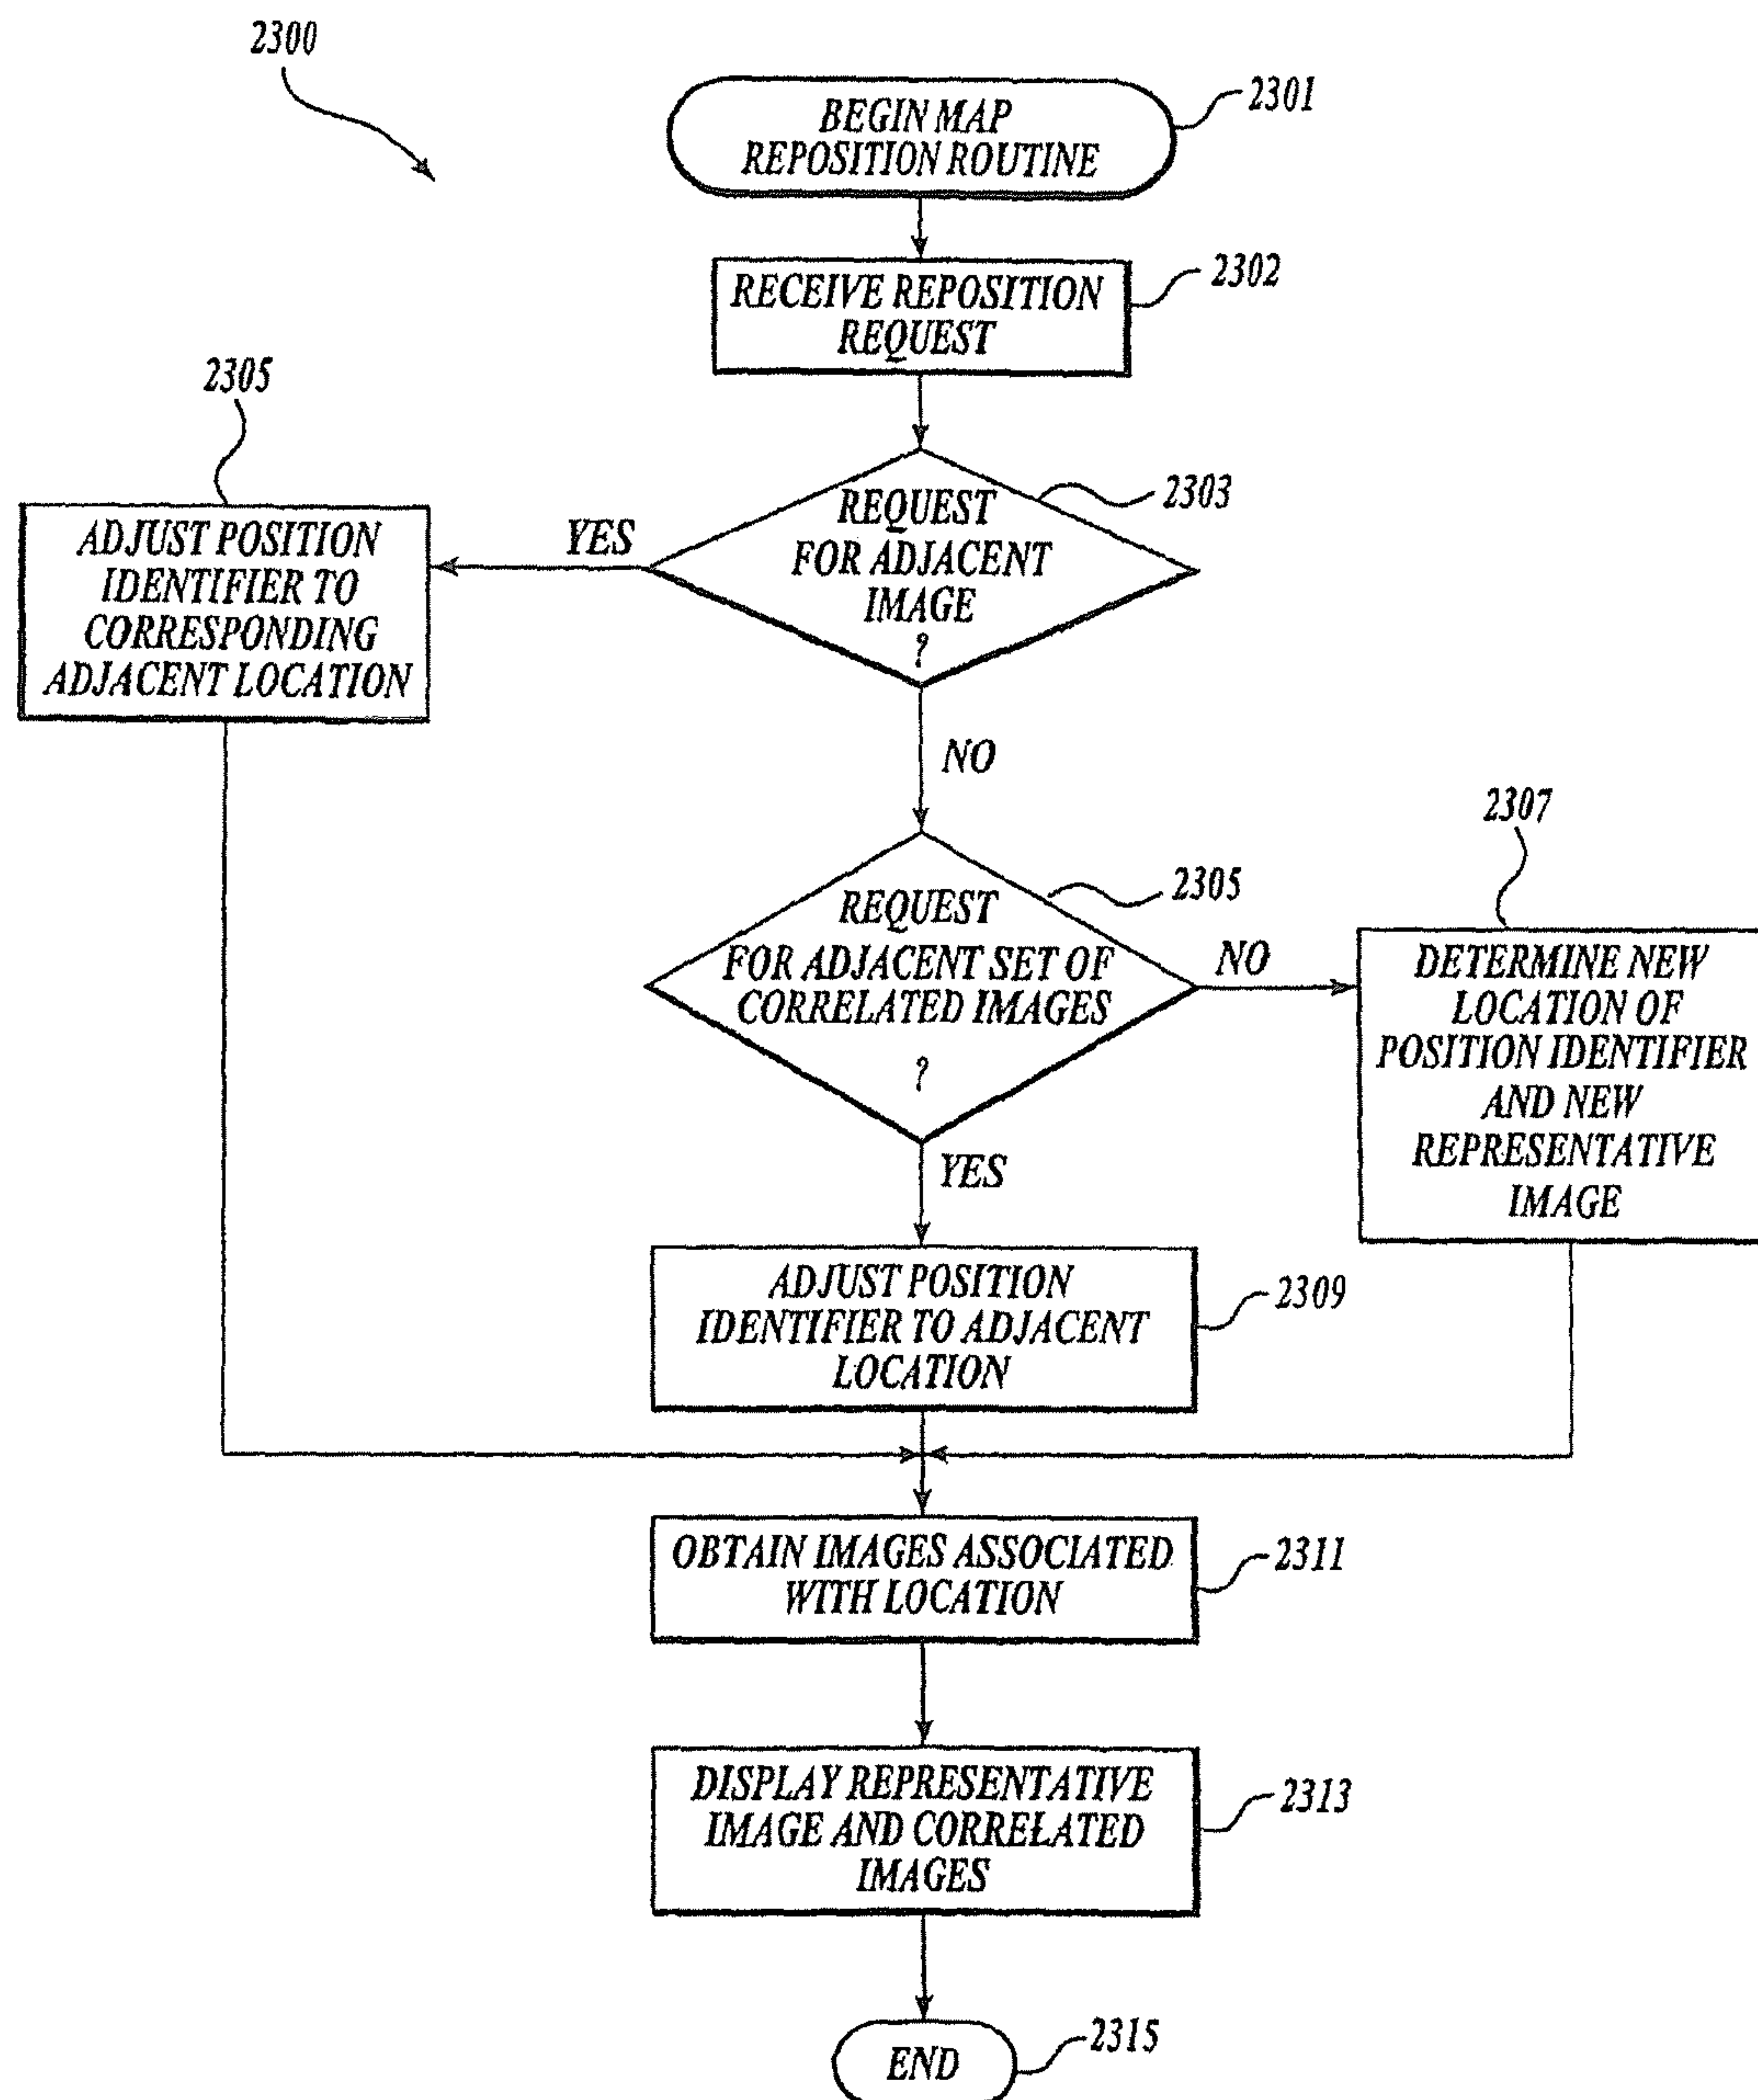 2300
BEGIN MAP
REPOSITION ROUTINE
2301
RECEIVE REPOSITION
REQUEST
2302
2305
ADJUST POSITION
IDENTIFIER TO
CORRESPONDING
ADJACENT LOCATION
YES
REQUEST
FOR ADJACENT
IMAGE
?
2303
NO
REQUEST
FOR ADJACENT SET OF
CORRELATED IMAGES
?
2305
NO
2307
DETERMINE NEW
LOCATION OF
POSITION IDENTIFIER
AND NEW
REPRESENTATIVE
IMAGE
YES
ADJUST POSITION
IDENTIFIER TO ADJACENT
LOCATION
2309
OBTAIN IMAGES ASSOCIATED
WITH LOCATION
2311
DISPLAY REPRESENTATIVE
IMAGE AND CORRELATED
IMAGES
2313
END
2315